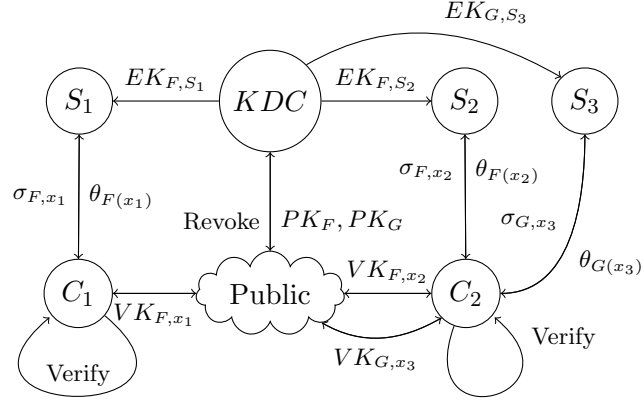 EK_{G,S_3}
EK_{F,S_1}
EK_{F,S_2}
S_1
KDC
S_2
S_3
σ_{F,x_1}
θ_{F(x_1)}
σ_{F,x_2}
θ_{F(x_2)}
Revoke
PK_F, PK_G
σ_{G,x_3}
θ_{G(x_3)}
VK_{F,x_2}
C_1
Public
C_2
VK_{F,x_1}
VK_{G,x_3}
Verify
Verify